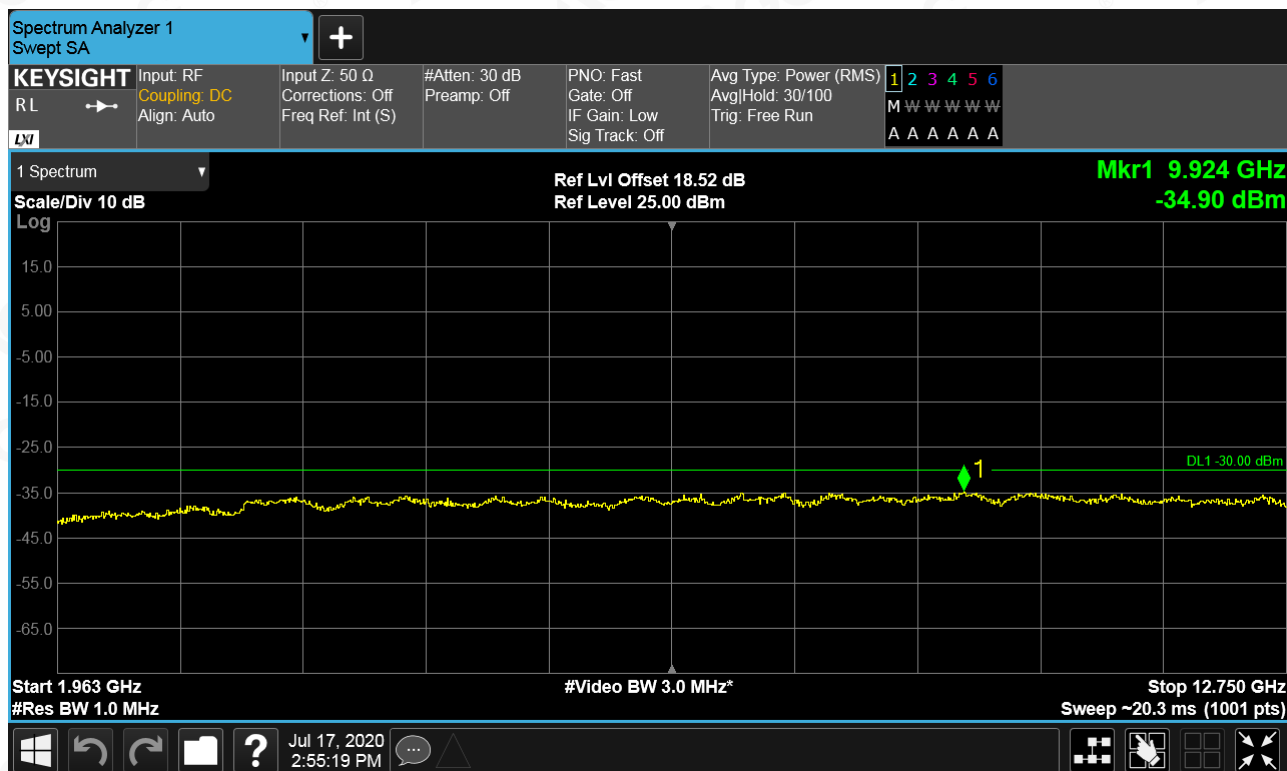 Spectrum Analyzer 1
Swept SA
KEYSIGHT
R L
LXI
Input: RF
Coupling: DC
Align: Auto
Input Z: 50 Ω
Corrections: Off
Freq Ref: Int (S)
#Atten: 30 dB
Preamp: Off
PNO: Fast
Gate: Off
IF Gain: Low
Sig Track: Off
Avg Type: Power (RMS)
Avg|Hold: 30/100
Trig: Free Run
1 2 3 4 5 6
M W W W W W
A A A A A A
1 Spectrum
Scale/Div 10 dB
Ref Lvl Offset 18.52 dB
Ref Level 25.00 dBm
Mkr1 9.924 GHz
-34.90 dBm
Log
15.0
5.00
-5.00
-15.0
-25.0
1
DL1 -30.00 dBm
-35.0
-45.0
-55.0
-65.0
Start 1.963 GHz
#Video BW 3.0 MHz*
Stop 12.750 GHz
#Res BW 1.0 MHz
Sweep ~20.3 ms (1001 pts)
?
Jul 17, 2020
2:55:19 PM